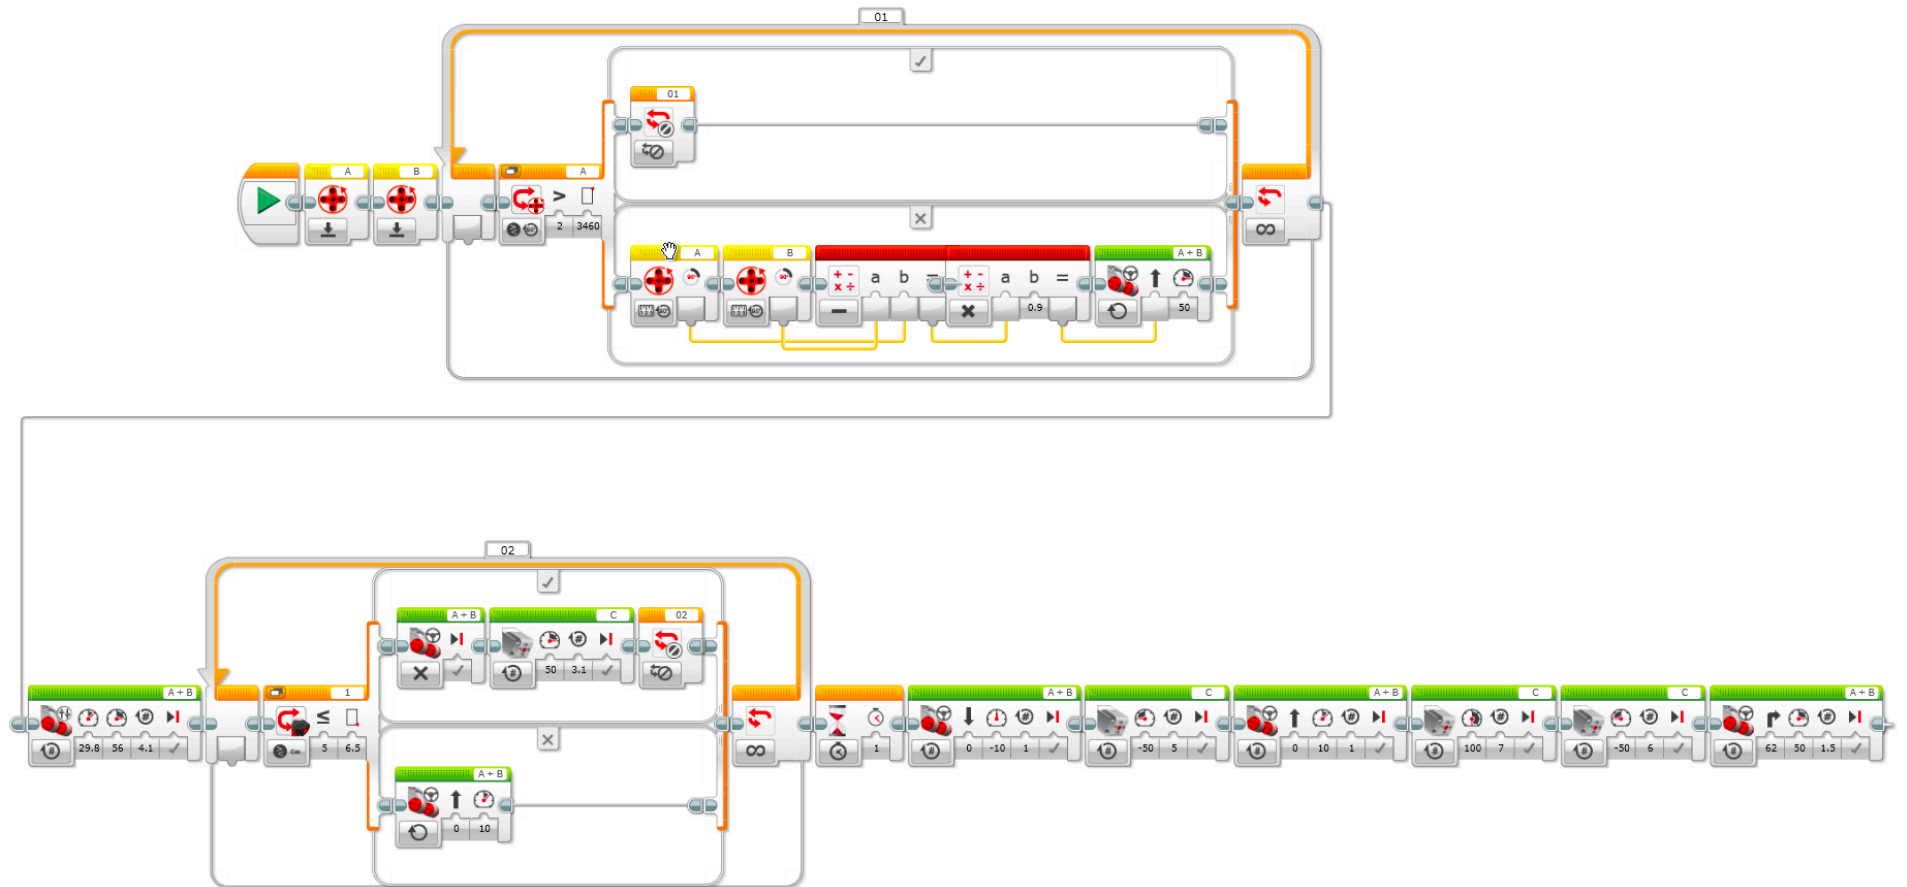 01
01
A B A
> 2 3460
A B A + B
a b = a b =
0.9 50
02
A + B C 02
50 3.1
A + B 1 A + B C A + B C C A + B
≤
29.8 56 4.1 5 6.5 1 0 -10 1 -50 5 0 10 1 100 7 -50 6 62 50 1.5
A + B
0 10